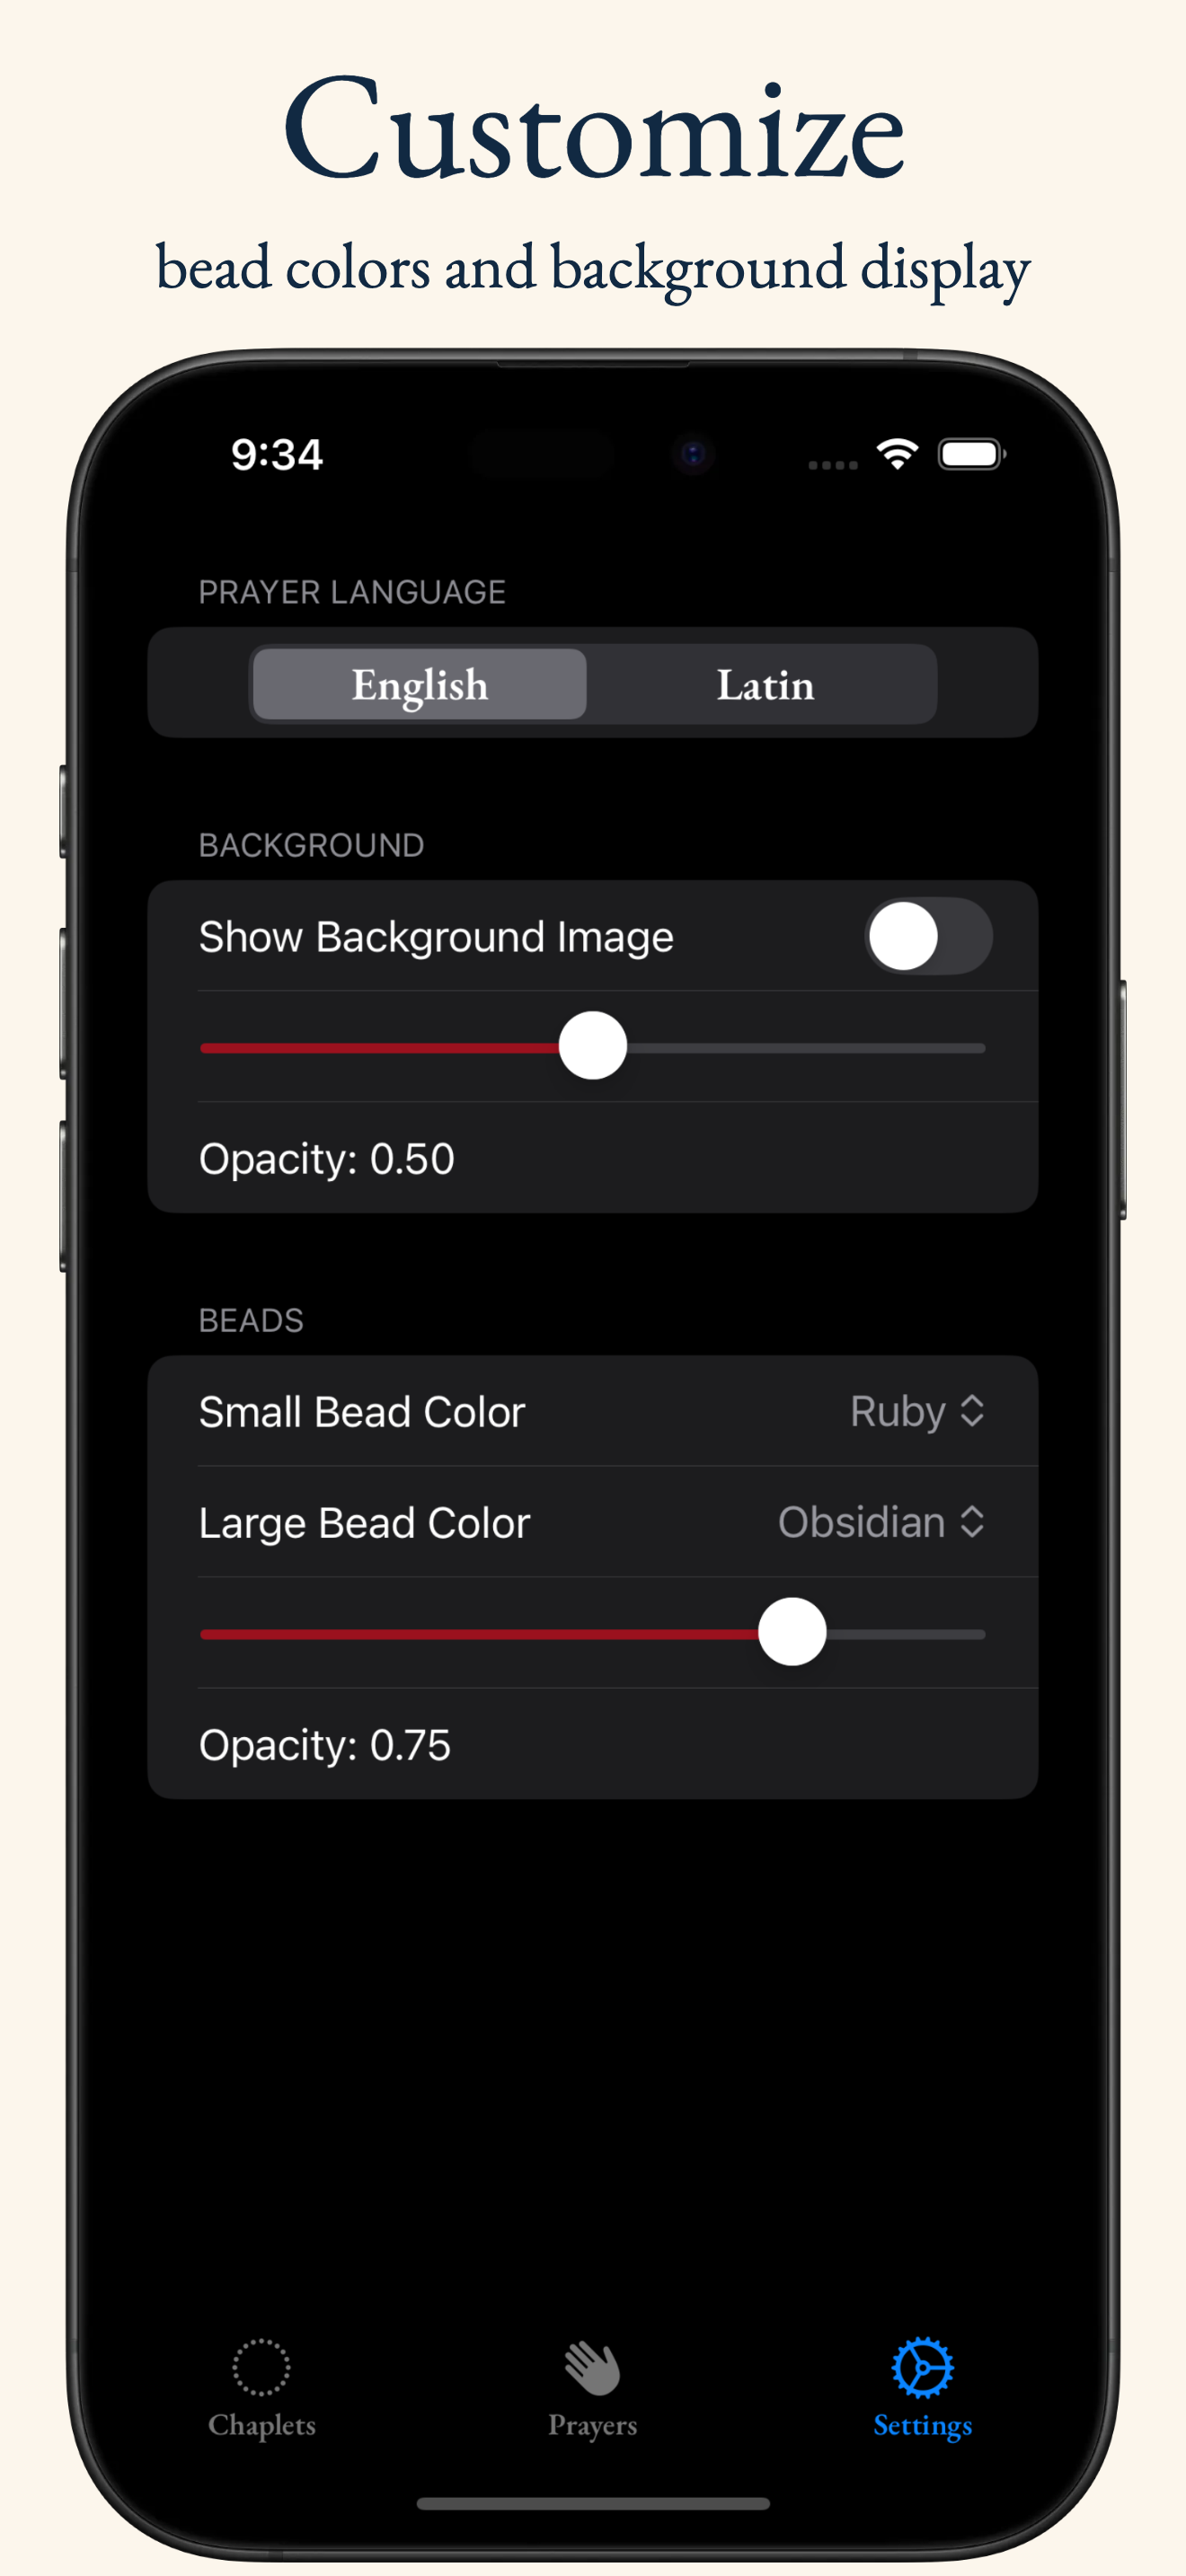 Customize
bead colors and background display
9:34
PRAYER LANGUAGE
English Latin
BACKGROUND
Show Background Image
Opacity: 0.50
BEADS
Small Bead Color Ruby
Large Bead Color Obsidian
Opacity: 0.75
Chaplets Prayers Settings